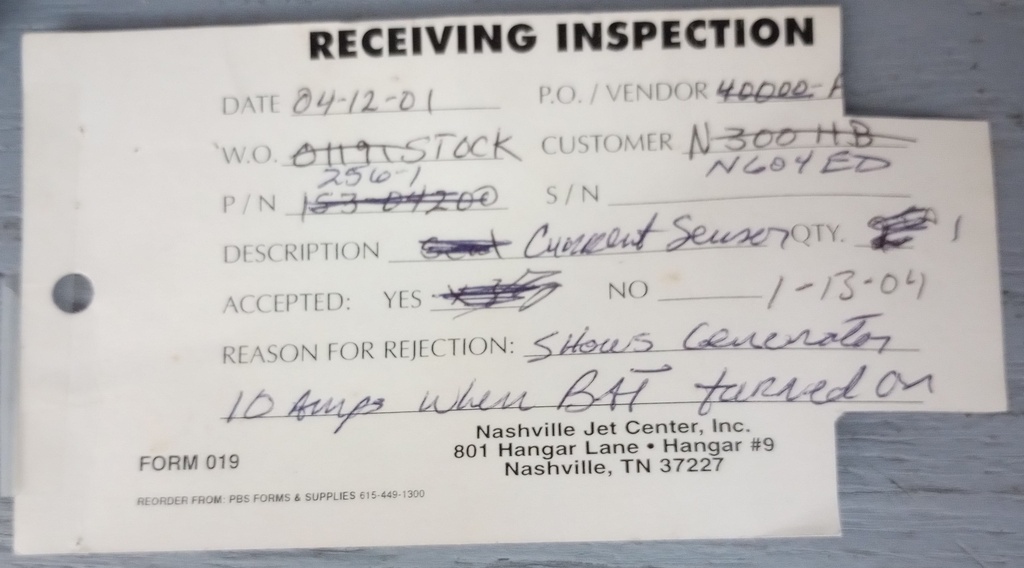 RECEIVING INSPECTION
DATE 04-12-01 P.O. / VENDOR 40000-A
W.O. 01191 STOCK CUSTOMER N300HB
256-1 N604ED
P/N 153-04200 S/N
DESCRIPTION Current Sensor QTY. 1
ACCEPTED: YES NO 1-13-04
REASON FOR REJECTION: Shows Generator
10 Amps when BAT turned on
Nashville Jet Center, Inc.
801 Hangar Lane • Hangar #9
Nashville, TN 37227
FORM 019
REORDER FROM: PBS FORMS & SUPPLIES 615-449-1300